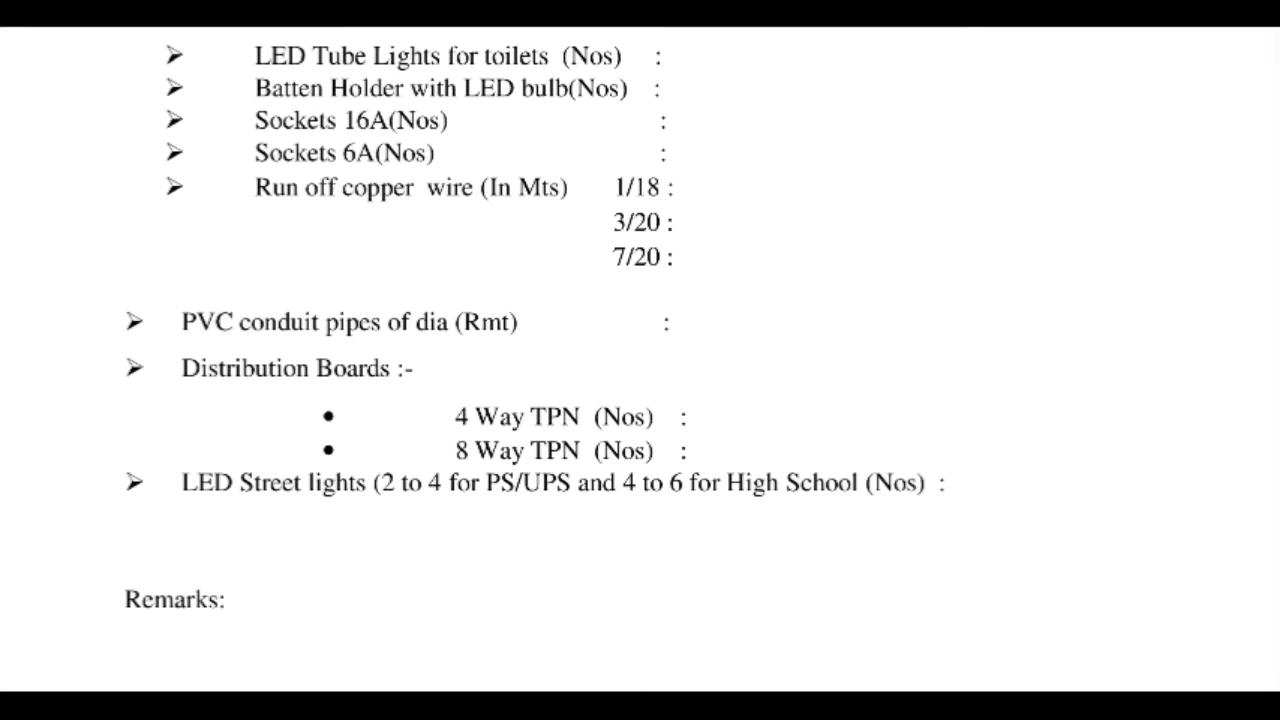 ➢ LED Tube Lights for toilets (Nos) :
➢ Batten Holder with LED bulb(Nos) :
➢ Sockets 16A(Nos) :
➢ Sockets 6A(Nos) :
➢ Run off copper wire (In Mts) 1/18 :
3/20 :
7/20 :
➢ PVC conduit pipes of dia (Rmt) :
➢ Distribution Boards :-
• 4 Way TPN (Nos) :
• 8 Way TPN (Nos) :
➢ LED Street lights (2 to 4 for PS/UPS and 4 to 6 for High School (Nos) :
Remarks: